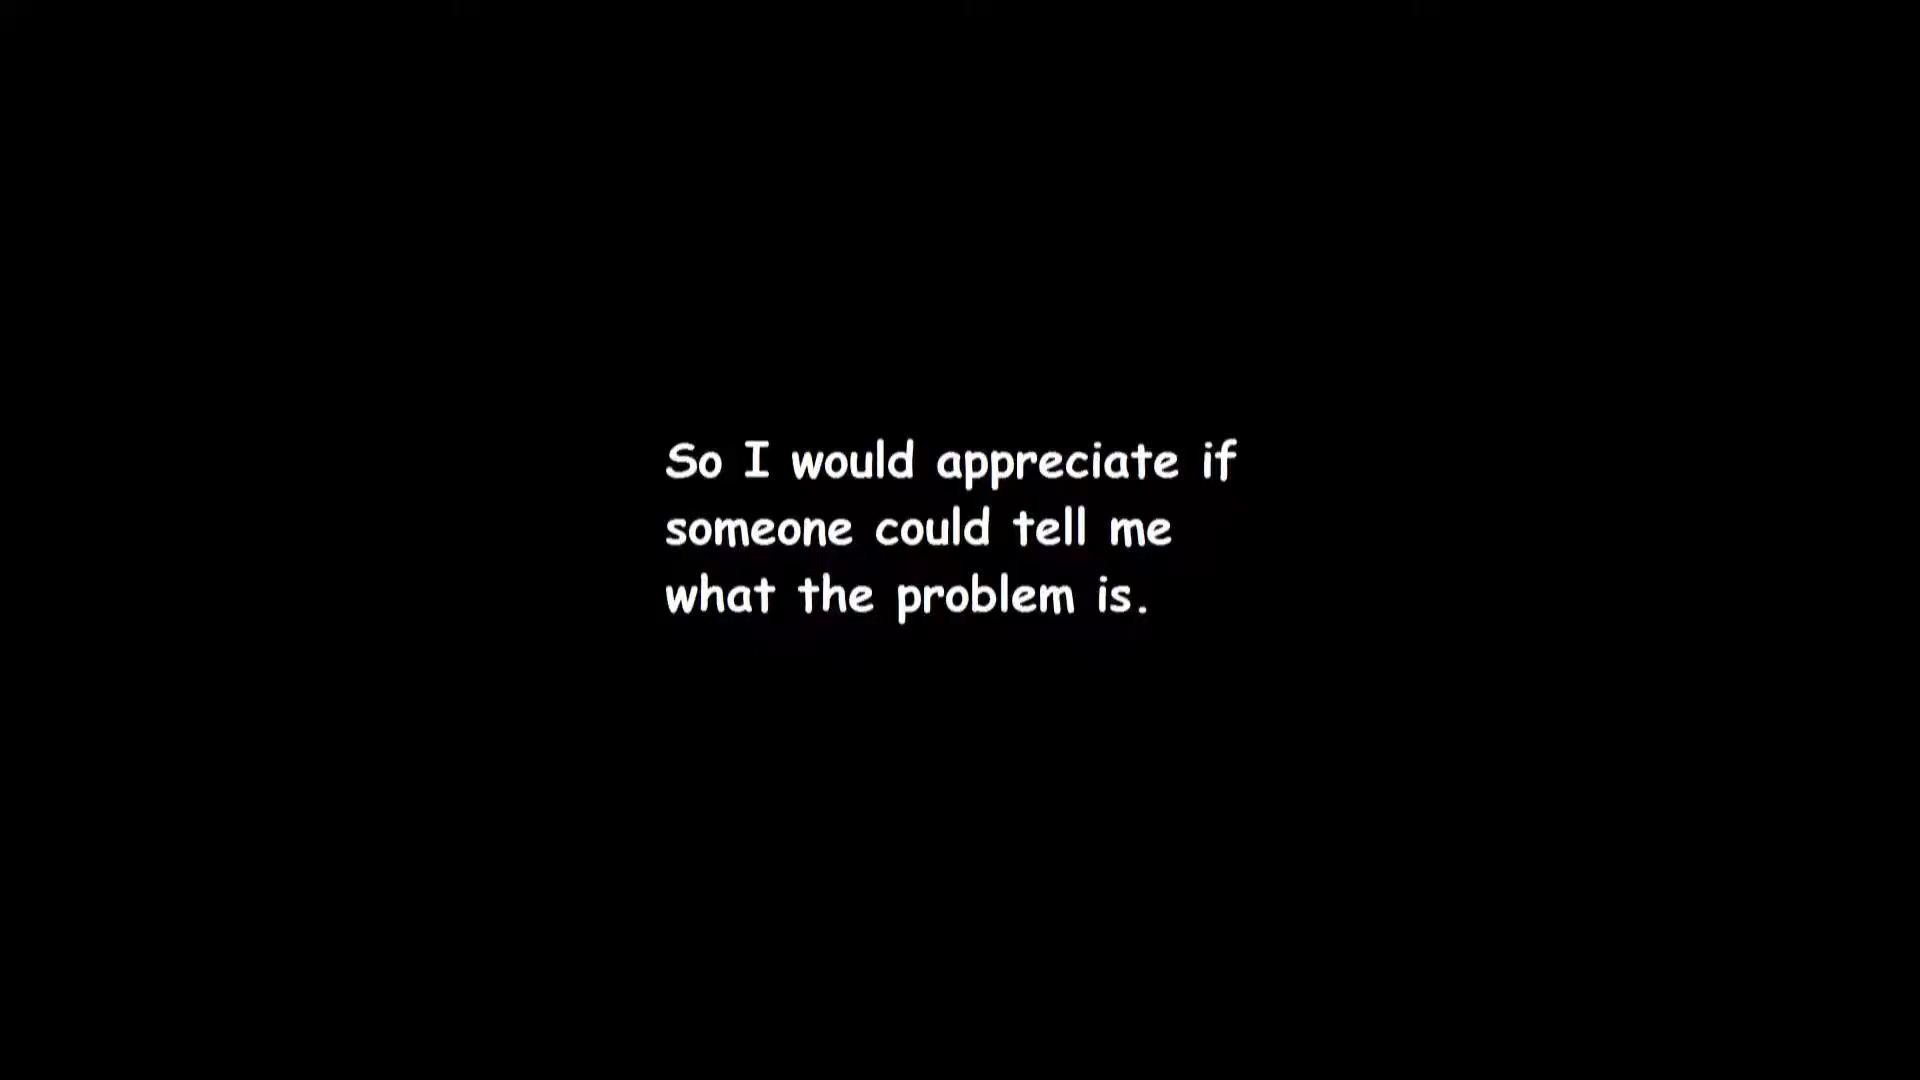 So I would appreciate if
someone could tell me
what the problem is.